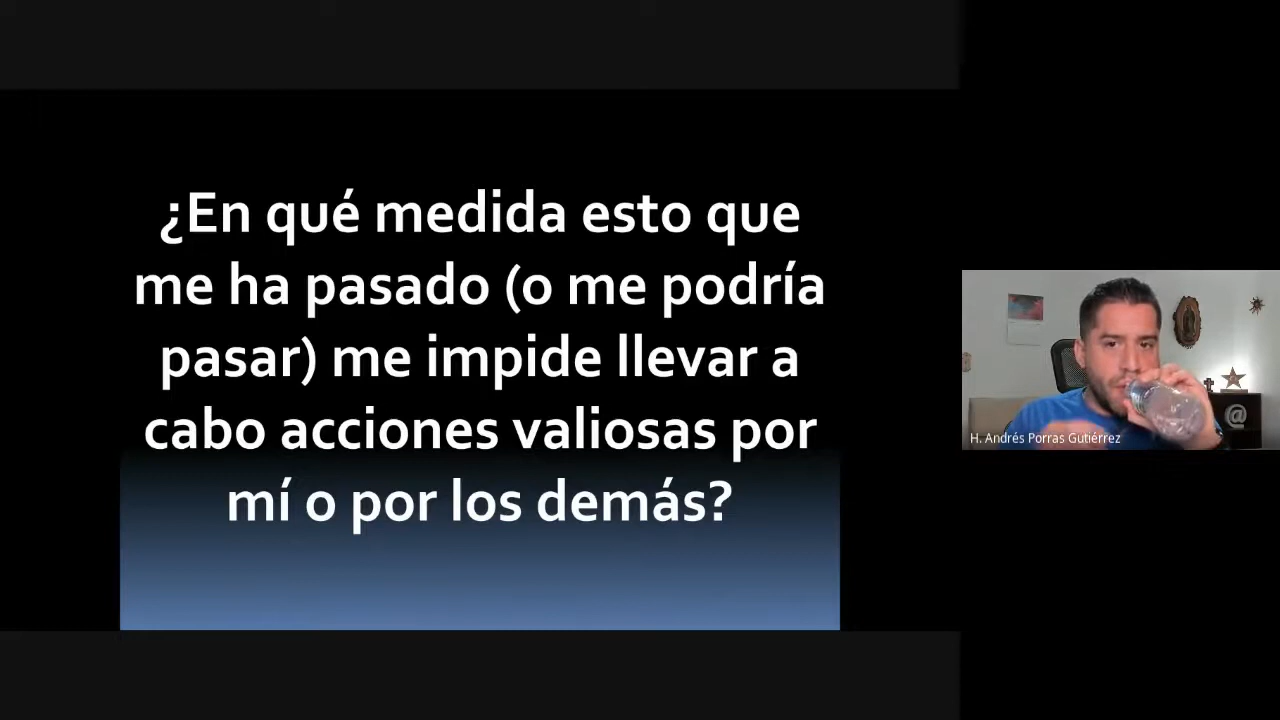 ¿En qué medida esto que
me ha pasado (o me podría
pasar) me impide llevar a
cabo acciones valiosas por
mí o por los demás?
H. Andrés Porras Gutiérrez
@